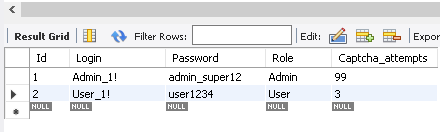 Result Grid Filter Rows: Edit: Expor
Id Login Password Role Captcha_attempts
1 Admin_1! admin_super12 Admin 99
2 User_1! user1234 User 3
NULL NULL NULL NULL NULL